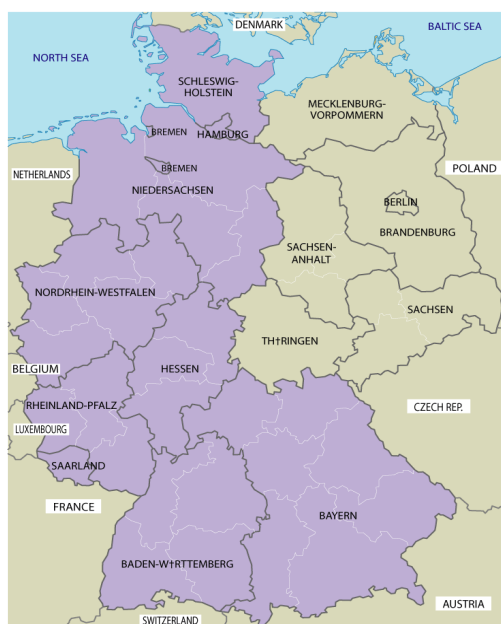 DENMARK
BALTIC SEA
NORTH SEA
SCHLESWIG-
HOLSTEIN
MECKLENBURG-
VORPOMMERN
BREMEN
HAMBURG
NETHERLANDS
BREMEN
POLAND
NIEDERSACHSEN
BERLIN
BRANDENBURG
SACHSEN-
ANHALT
NORDRHEIN-WESTFALEN
SACHSEN
TH†RINGEN
BELGIUM
HESSEN
RHEINLAND-PFALZ
CZECH REP.
LUXEMBOURG
SAARLAND
FRANCE
BAYERN
BADEN-W†RTTEMBERG
AUSTRIA
SWITZERLAND